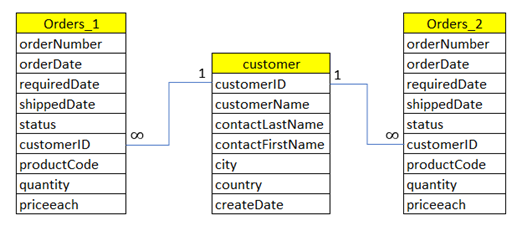 Orders_1
orderNumber
orderDate
requiredDate
shippedDate
status
customerID
productCode
quantity
priceeach
∞
1
customer
customerID
customerName
contactLastName
contactFirstName
city
country
createDate
1
∞
Orders_2
orderNumber
orderDate
requiredDate
shippedDate
status
customerID
productCode
quantity
priceeach